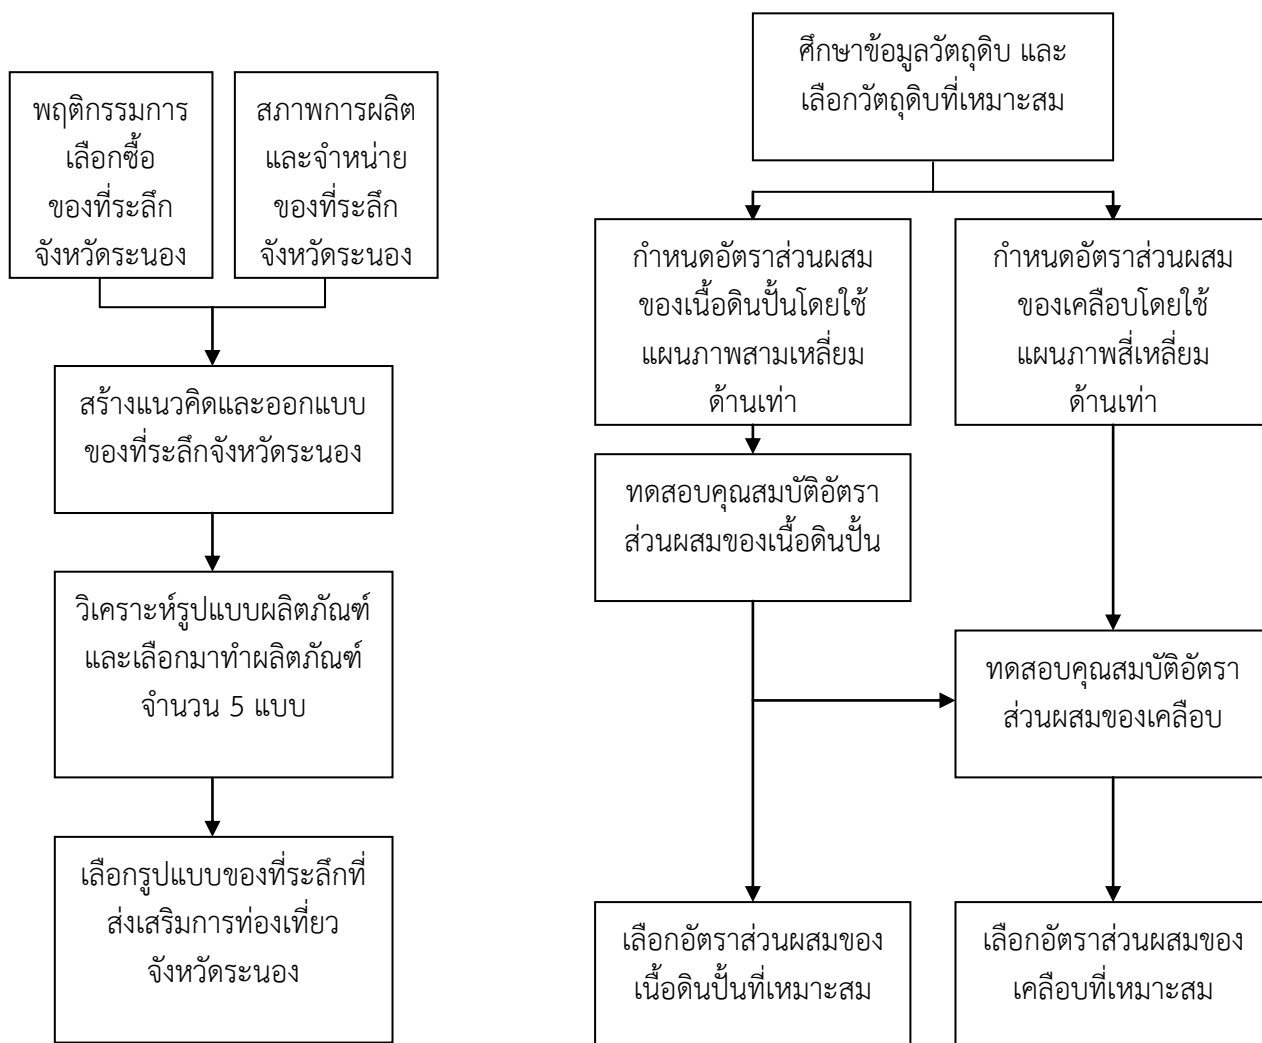 พฤติกรรมการ
เลือกซื้อ
ของที่ระลึก
จังหวัดระนอง
สภาพการผลิต
และจำหน่าย
ของที่ระลึก
จังหวัดระนอง
สร้างแนวคิดและออกแบบ
ของที่ระลึกจังหวัดระนอง
วิเคราะห์รูปแบบผลิตภัณฑ์
และเลือกมาทำผลิตภัณฑ์
จำนวน 5 แบบ
เลือกรูปแบบของที่ระลึกที่
ส่งเสริมการท่องเที่ยว
จังหวัดระนอง
ศึกษาข้อมูลวัตถุดิบ และ
เลือกวัตถุดิบที่เหมาะสม
กำหนดอัตราส่วนผสม
ของเนื้อดินปั้นโดยใช้
แผนภาพสามเหลี่ยม
ด้านเท่า
กำหนดอัตราส่วนผสม
ของเคลือบโดยใช้
แผนภาพสี่เหลี่ยม
ด้านเท่า
ทดสอบคุณสมบัติอัตรา
ส่วนผสมของเนื้อดินปั้น
ทดสอบคุณสมบัติอัตรา
ส่วนผสมของเคลือบ
เลือกอัตราส่วนผสมของ
เนื้อดินปั้นที่เหมาะสม
เลือกอัตราส่วนผสมของ
เคลือบที่เหมาะสม